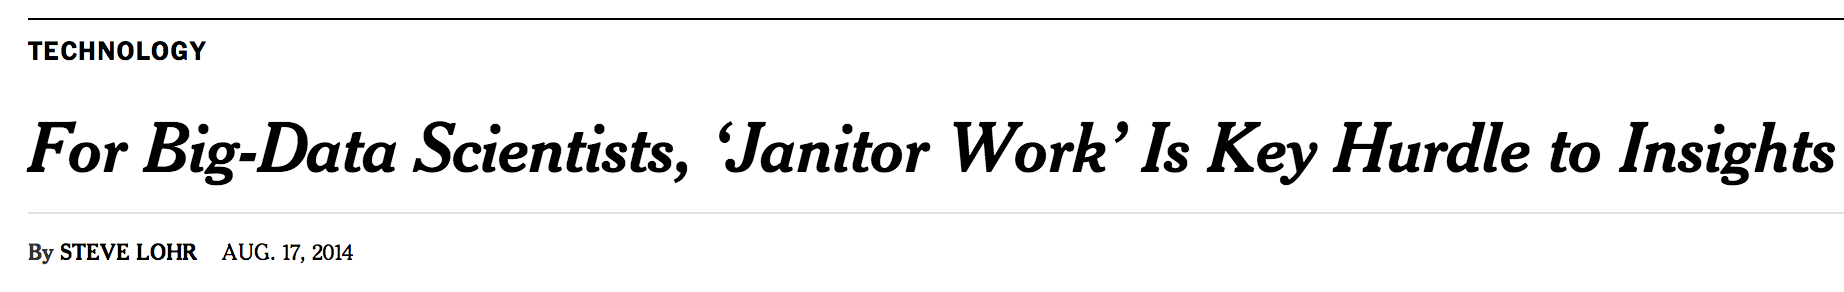 TECHNOLOGY
For Big-Data Scientists, ‘Janitor Work’ Is Key Hurdle to Insights
By STEVE LOHR AUG. 17, 2014